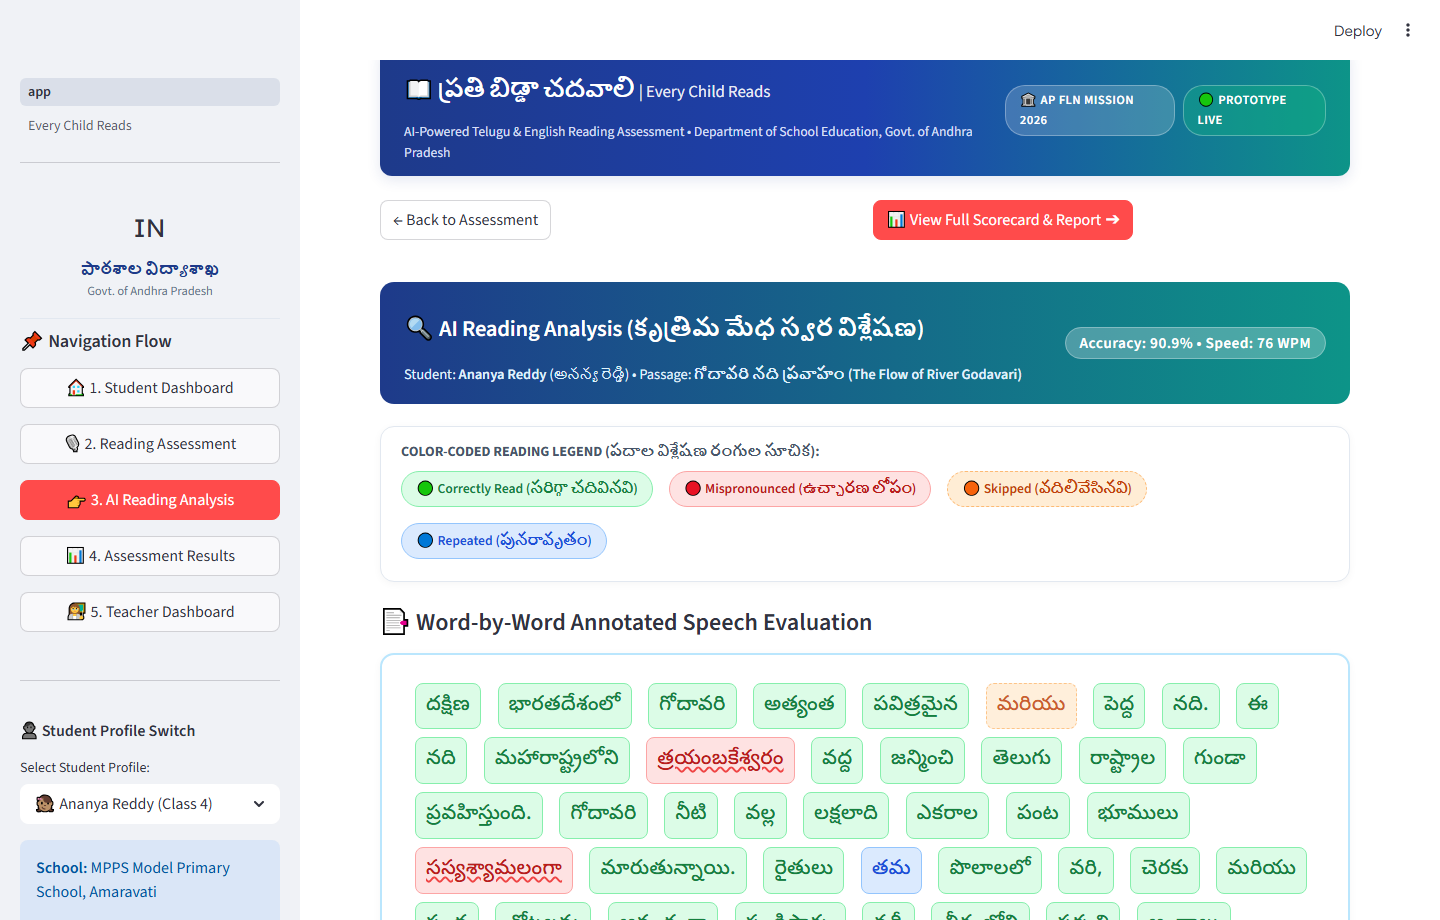 Deploy
app
Every Child Reads
IN
పాఠశాల విద్యాశాఖ
Govt. of Andhra Pradesh
Navigation Flow
1. Student Dashboard
2. Reading Assessment
3. AI Reading Analysis
4. Assessment Results
5. Teacher Dashboard
Student Profile Switch
Select Student Profile:
Ananya Reddy (Class 4)
School: MPPS Model Primary
School, Amaravati
ప్రతి బిడ్డా చదవాలి | Every Child Reads
AI-Powered Telugu & English Reading Assessment • Department of School Education, Govt. of Andhra
Pradesh
AP FLN MISSION
2026
PROTOTYPE
LIVE
← Back to Assessment
View Full Scorecard & Report ➔
AI Reading Analysis (కృత్రిమ మేధ స్వర విశ్లేషణ)
Student: Ananya Reddy (అనన్య రెడ్డి) • Passage: గోదావరి నది ప్రవాహం (The Flow of River Godavari)
Accuracy: 90.9% • Speed: 76 WPM
COLOR-CODED READING LEGEND (పదాల విశ్లేషణ రంగుల సూచిక):
Correctly Read (సరిగ్గా చదివినవి) Mispronounced (ఉచ్చారణ లోపం) Skipped (వదిలివేసినవి)
Repeated (పునరావృతం)
Word-by-Word Annotated Speech Evaluation
దక్షిణ భారతదేశంలో గోదావరి అత్యంత పవిత్రమైన మరియు పెద్ద నది. ఈ
నది మహారాష్ట్రలోని త్రయంబకేశ్వరం వద్ద జన్మించి తెలుగు రాష్ట్రాల గుండా
ప్రవహిస్తుంది. గోదావరి నీటి వల్ల లక్షలాది ఎకరాల పంట భూములు
సస్యశ్యామలంగా మారుతున్నాయి. రైతులు తమ పొలాలలో వరి, చెరకు మరియు